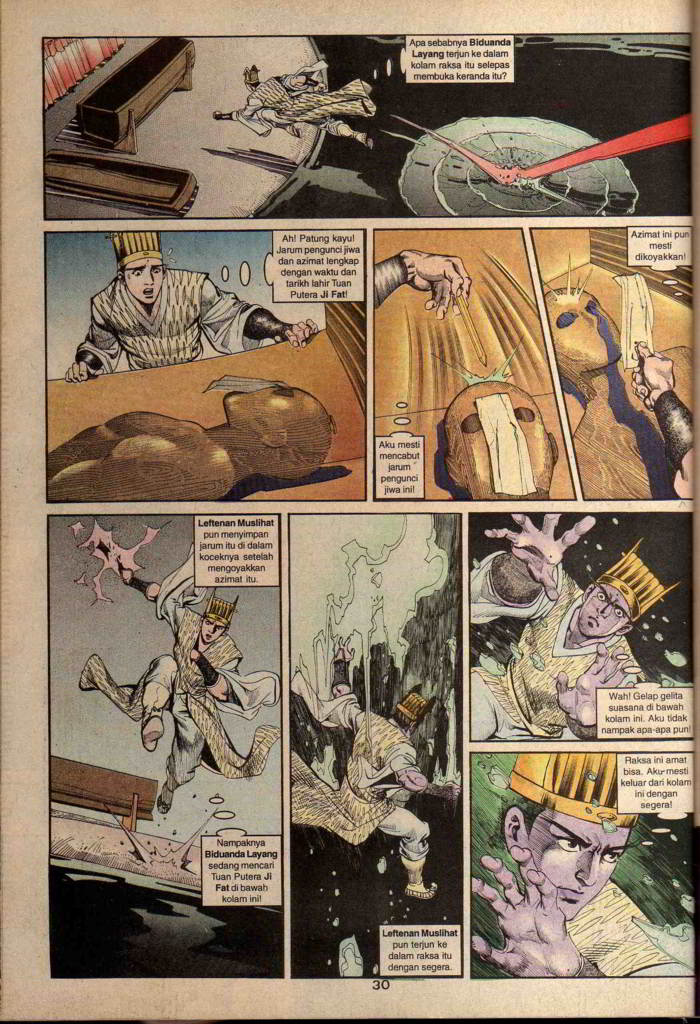 Apa sebabnya Biduanda
Layang terjun ke dalam
kolam raksa itu selepas
membuka keranda itu?
Ah! Patung kayu!
Jarum pengunci jiwa
dan azimat lengkap
dengan waktu dan
tarikh lahir Tuan
Putera Ji Fat!
Aku mesti
mencabut
jarum
pengunci
jiwa ini!
Azimat ini pun
mesti
dikoyakkan!
Leftenan Muslihat
pun menyimpan
jarum itu di dalam
koceknya setelah
mengoyakkan
azimat itu.
Nampaknya
Biduanda Layang
sedang mencari
Tuan Putera Ji
Fat di bawah
kolam ini!
Leftenan Muslihat
pun terjun ke
dalam raksa itu
dengan segera.
Wah! Gelap gelita
suasana di bawah
kolam ini. Aku tidak
nampak apa-apa pun!
Raksa ini amat
bisa. Aku mesti
keluar dari kolam
ini dengan
segera!
30